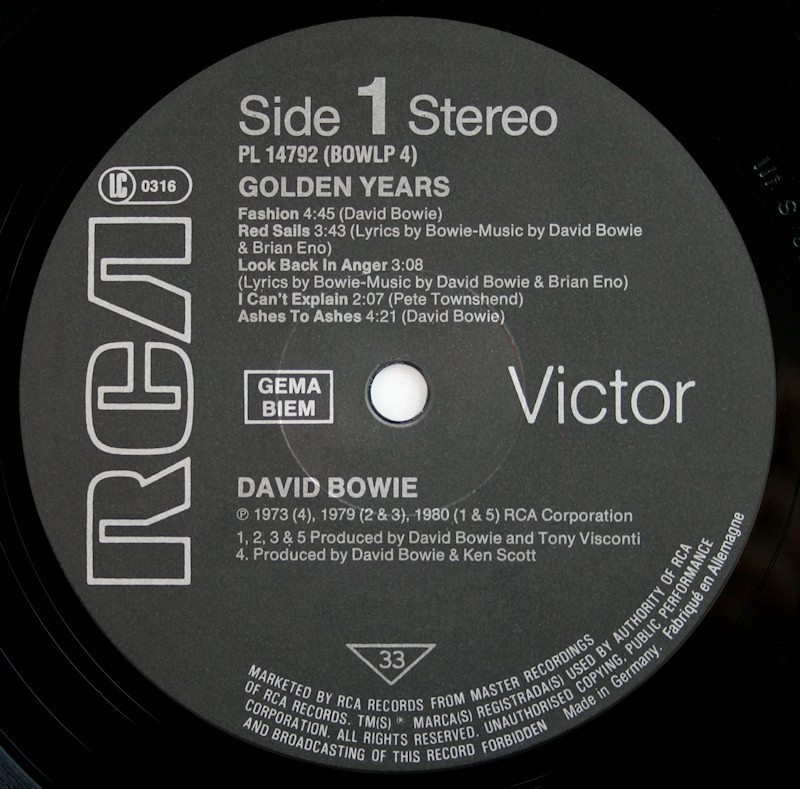 Side 1 Stereo
PL 14792 (BOWLP 4)
LC 0316
GOLDEN YEARS
Fashion 4:45 (David Bowie)
Red Sails 3:43 (Lyrics by Bowie-Music by David Bowie
& Brian Eno)
Look Back In Anger 3:08
(Lyrics by Bowie-Music by David Bowie & Brian Eno)
I Can't Explain 2:07 (Pete Townshend)
Ashes To Ashes 4:21 (David Bowie)
RCA
GEMA
BIEM
Victor
DAVID BOWIE
℗ 1973 (4), 1979 (2 & 3), 1980 (1 & 5) RCA Corporation
1, 2, 3 & 5 Produced by David Bowie and Tony Visconti
4. Produced by David Bowie & Ken Scott
33
MARKETED BY RCA RECORDS FROM MASTER RECORDINGS
OF RCA RECORDS. TM(S) ® MARCA(S) REGISTRADA(S) USED BY AUTHORITY OF RCA
CORPORATION. ALL RIGHTS RESERVED. UNAUTHORISED COPYING, PUBLIC PERFORMANCE
AND BROADCASTING OF THIS RECORD FORBIDDEN Made in Germany. Fabriqué en Allemagne